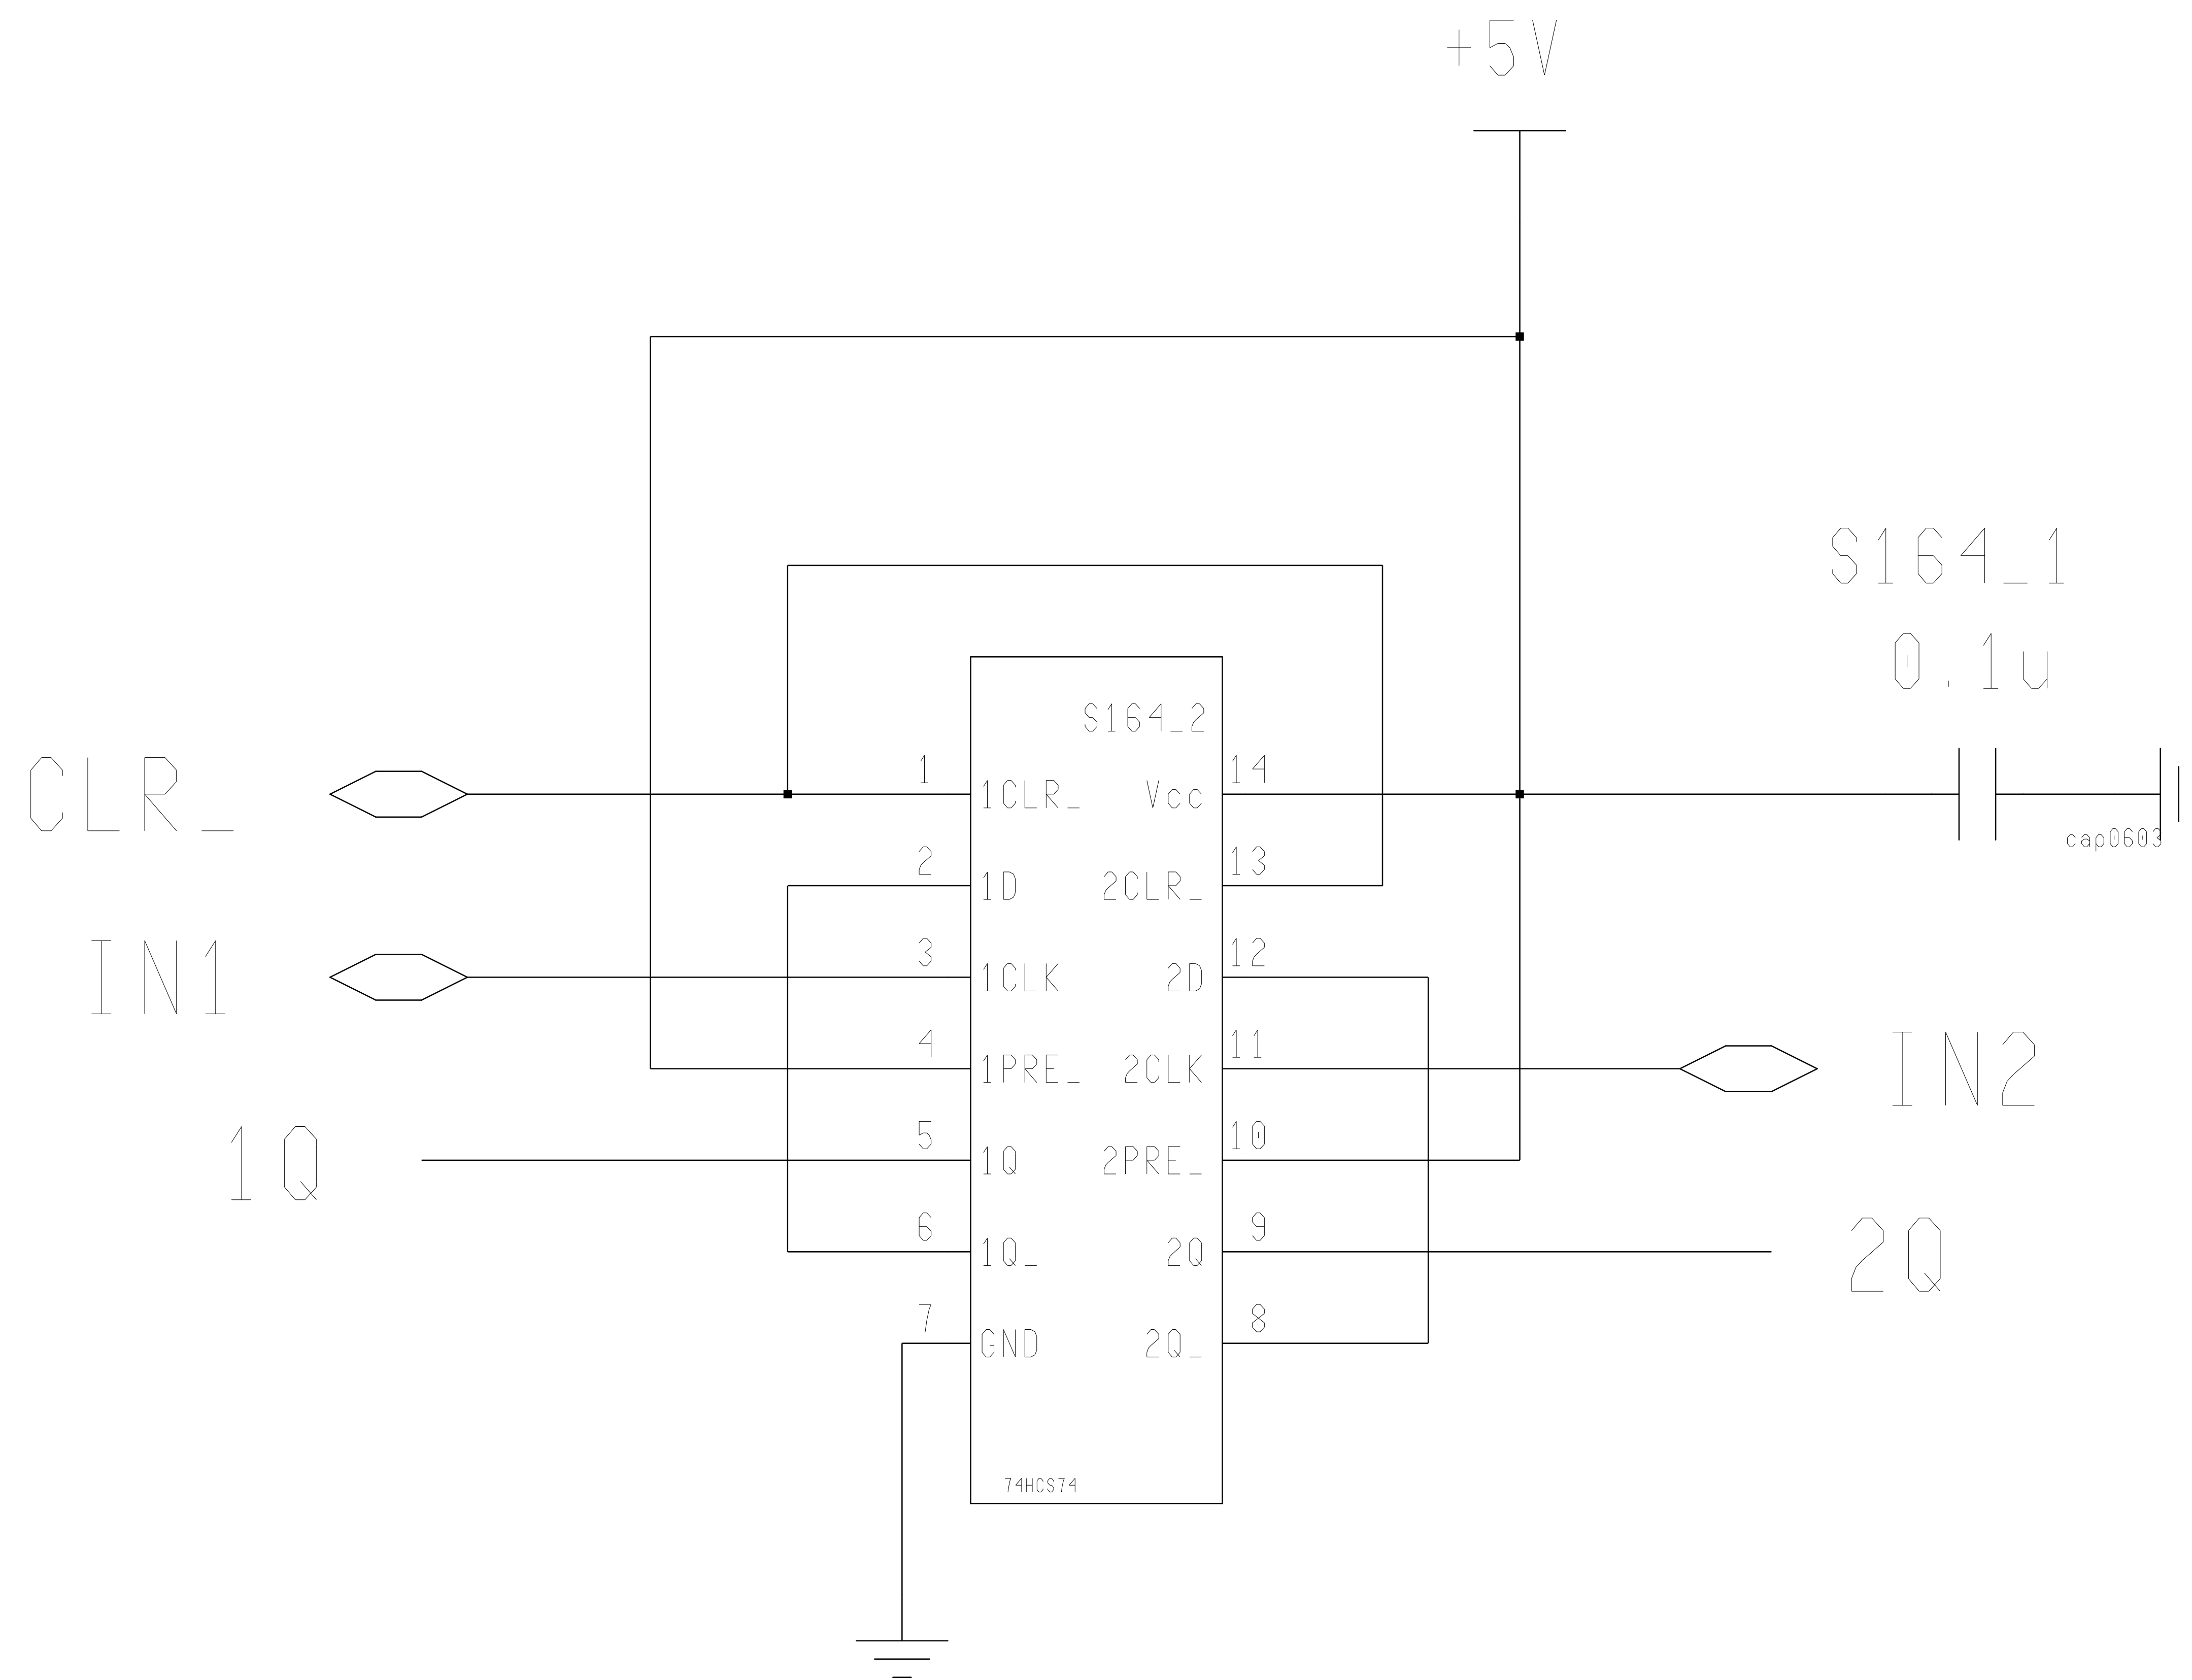 +5V
S164_1
0.1u
S164_2
CLR_
1
1CLR_
Vcc
14
cap0603
2
1D
2CLR_
13
IN1
3
1CLK
2D
12
4
1PRE_
2CLK
11
IN2
1Q
5
1Q
2PRE_
10
6
1Q_
2Q
9
2Q
7
GND
2Q_
8
74HCS74